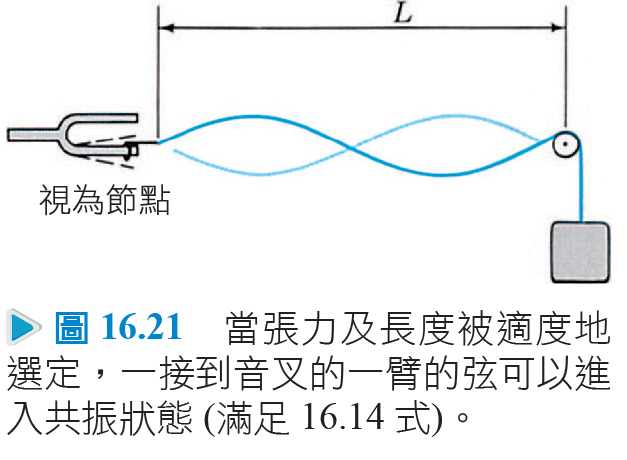 L
視為節點
圖 16.21 當張力及長度被適度地
選定，一接到音叉的一臂的弦可以進
入共振狀態 (滿足 16.14 式)。